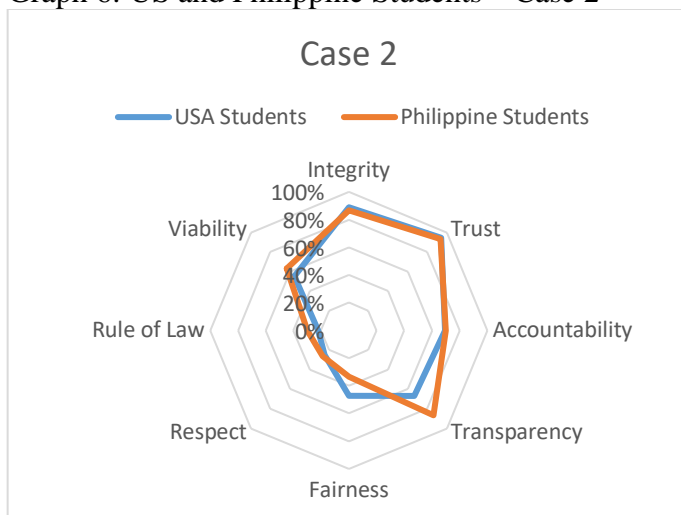 Case 2
USA Students
Philippine Students
Integrity
100%
80%
60%
40%
20%
0%
Trust
Accountability
Transparency
Fairness
Respect
Rule of Law
Viability